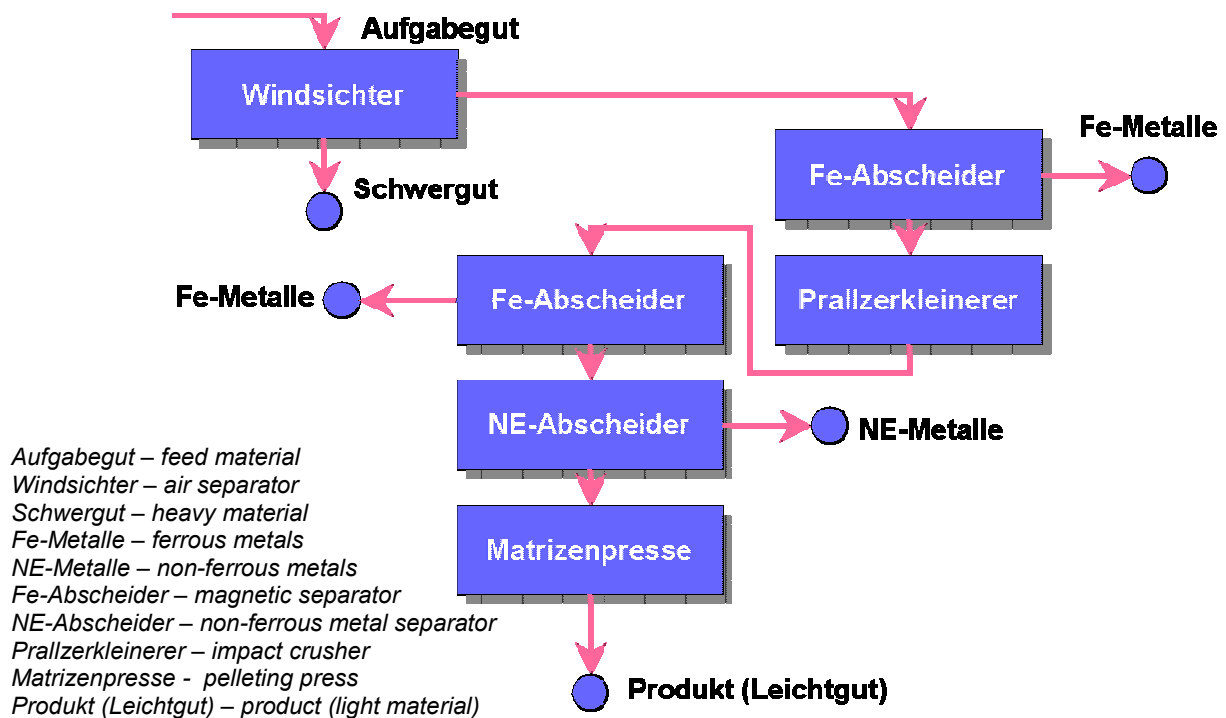 Aufgabegut
Windsichter
Fe-Metalle
Fe-Abscheider
Schwergut
Fe-Metalle
Fe-Abscheider
Prallzerkleinerer
NE-Abscheider
NE-Metalle
Matrizenpresse
Produkt (Leichtgut)
Aufgabegut – feed material
Windsichter – air separator
Schwergut – heavy material
Fe-Metalle – ferrous metals
NE-Metalle – non-ferrous metals
Fe-Abscheider – magnetic separator
NE-Abscheider – non-ferrous metal separator
Prallzerkleinerer – impact crusher
Matrizenpresse - pelleting press
Produkt (Leichtgut) – product (light material)